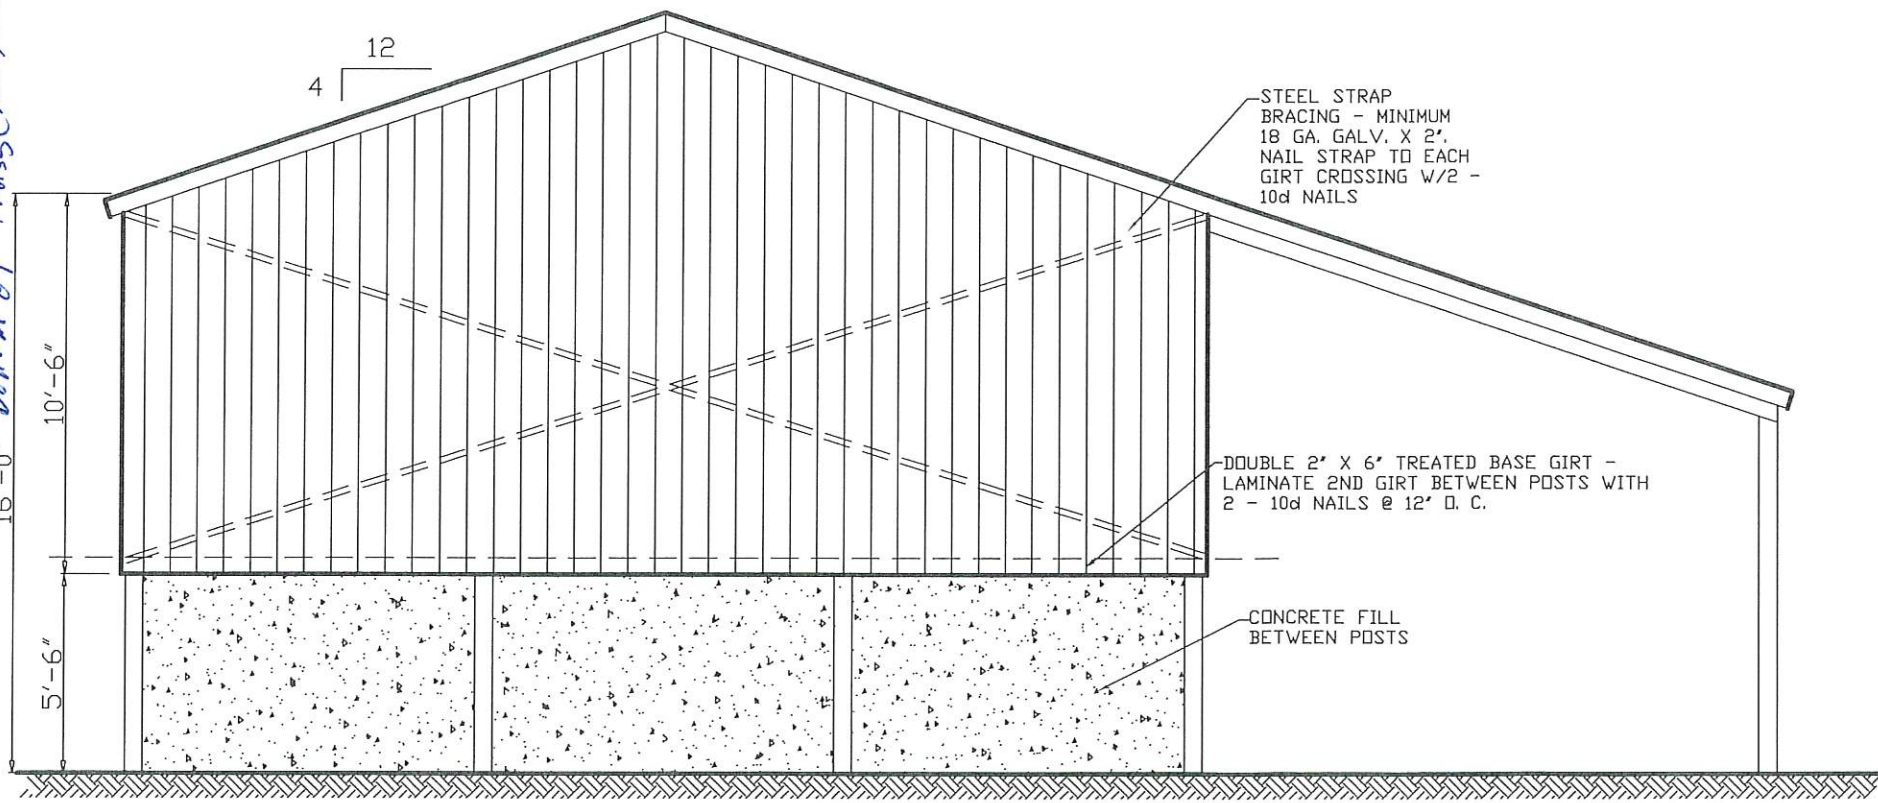 12
4
STEEL STRAP
BRACING - MINIMUM
18 GA. GALV. X 2",
NAIL STRAP TO EACH
GIRT CROSSING W/2 -
10d NAILS
10'-6"
16'-0"
DOUBLE 2" X 6" TREATED BASE GIRT -
LAMINATE 2ND GIRT BETWEEN POSTS WITH
2 - 10d NAILS @ 12" O. C.
CONCRETE FILL
BETWEEN POSTS
5'-6"